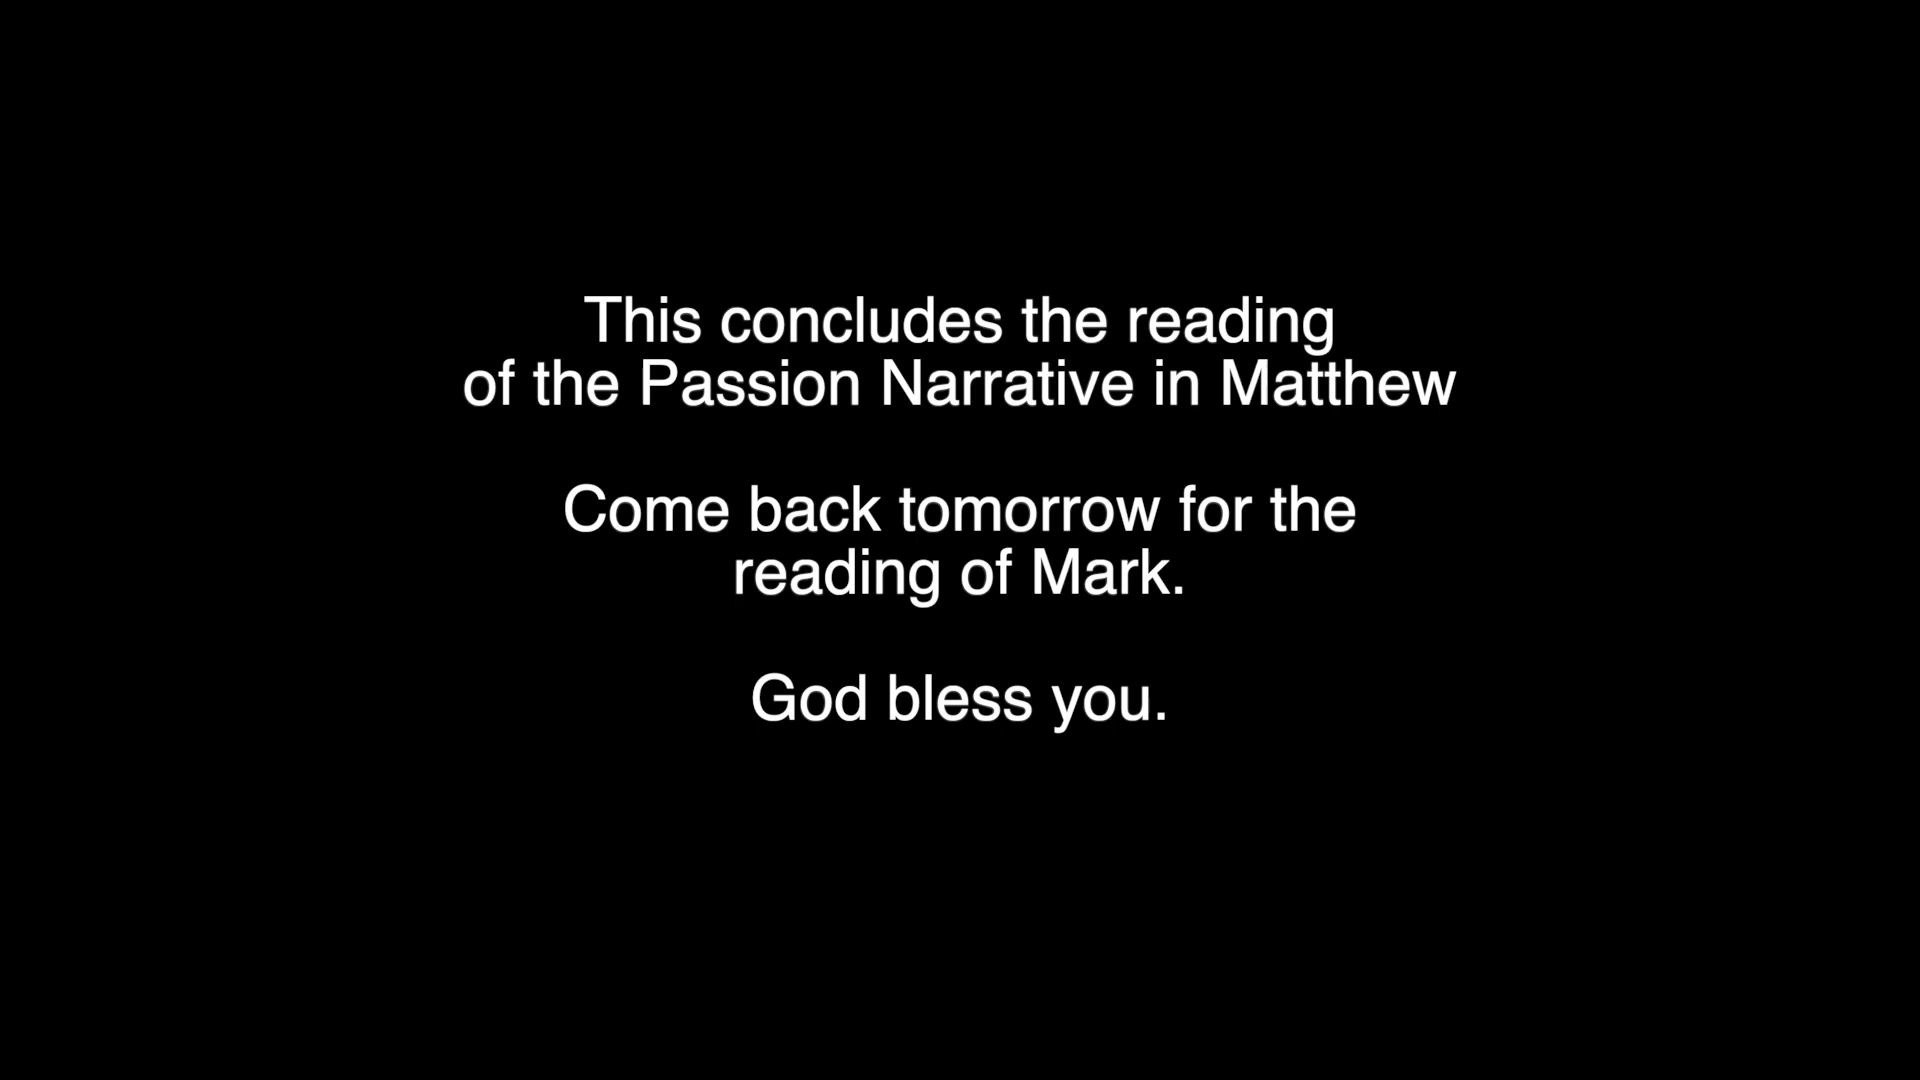 This concludes the reading
of the Passion Narrative in Matthew
Come back tomorrow for the
reading of Mark.
God bless you.